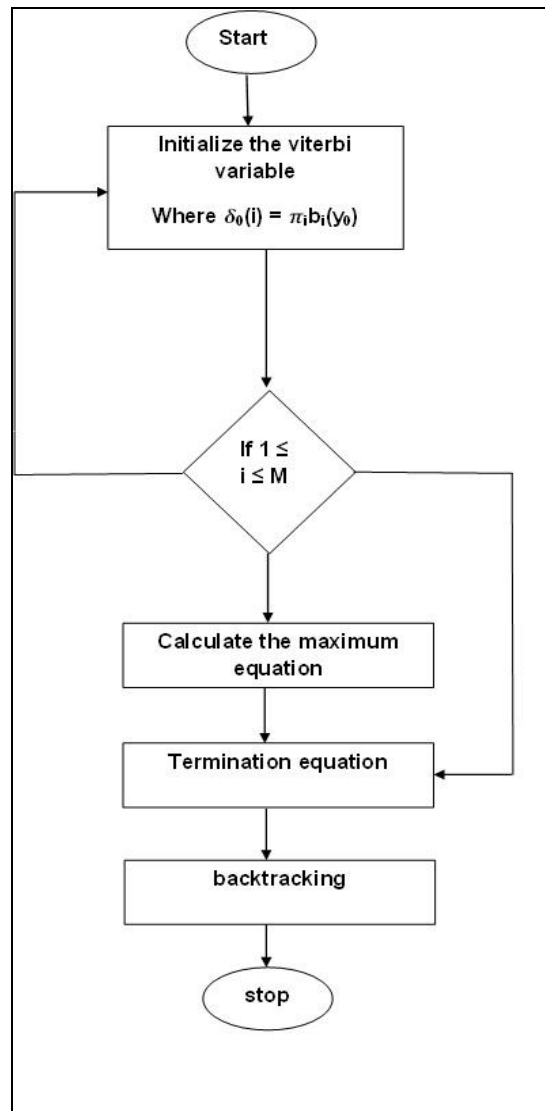 Start
Initialize the viterbi
variable
Where δ₀(i) = πᵢbᵢ(y₀)
If 1 ≤
i ≤ M
Calculate the maximum
equation
Termination equation
backtracking
stop